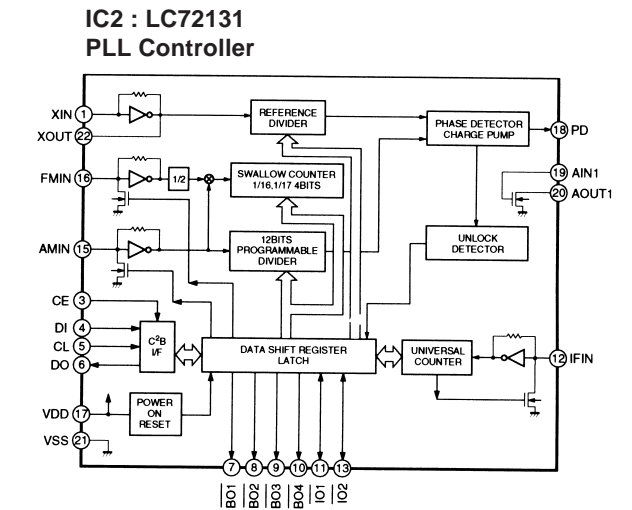 IC2 : LC72131
PLL Controller
XIN 1
XOUT 22
REFERENCE
DIVIDER
PHASE DETECTOR
CHARGE PUMP
18 PD
FMIN 16
1/2
SWALLOW COUNTER
1/16,1/17 4BITS
19 AIN1
20 AOUT1
AMIN 15
12BITS
PROGRAMMABLE
DIVIDER
UNLOCK
DETECTOR
CE 3
DI 4
CL 5
DO 6
C²B
I/F
DATA SHIFT REGISTER
LATCH
UNIVERSAL
COUNTER
12 IFIN
VDD 17
POWER
ON
RESET
VSS 21
7 8 9 10 11 13
BO1
BO2
BO3
BO4
IO1
IO2